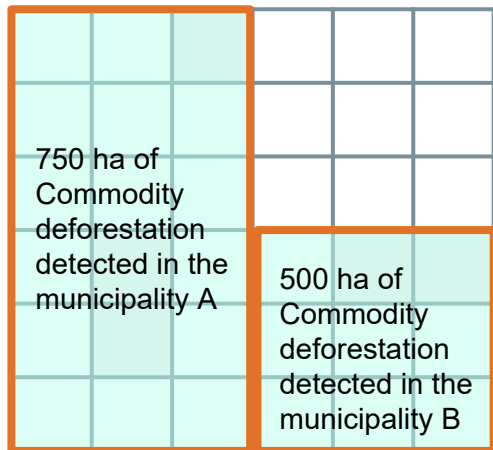 750 ha of
Commodity
deforestation
detected in the
municipality A
500 ha of
Commodity
deforestation
detected in the
municipality B